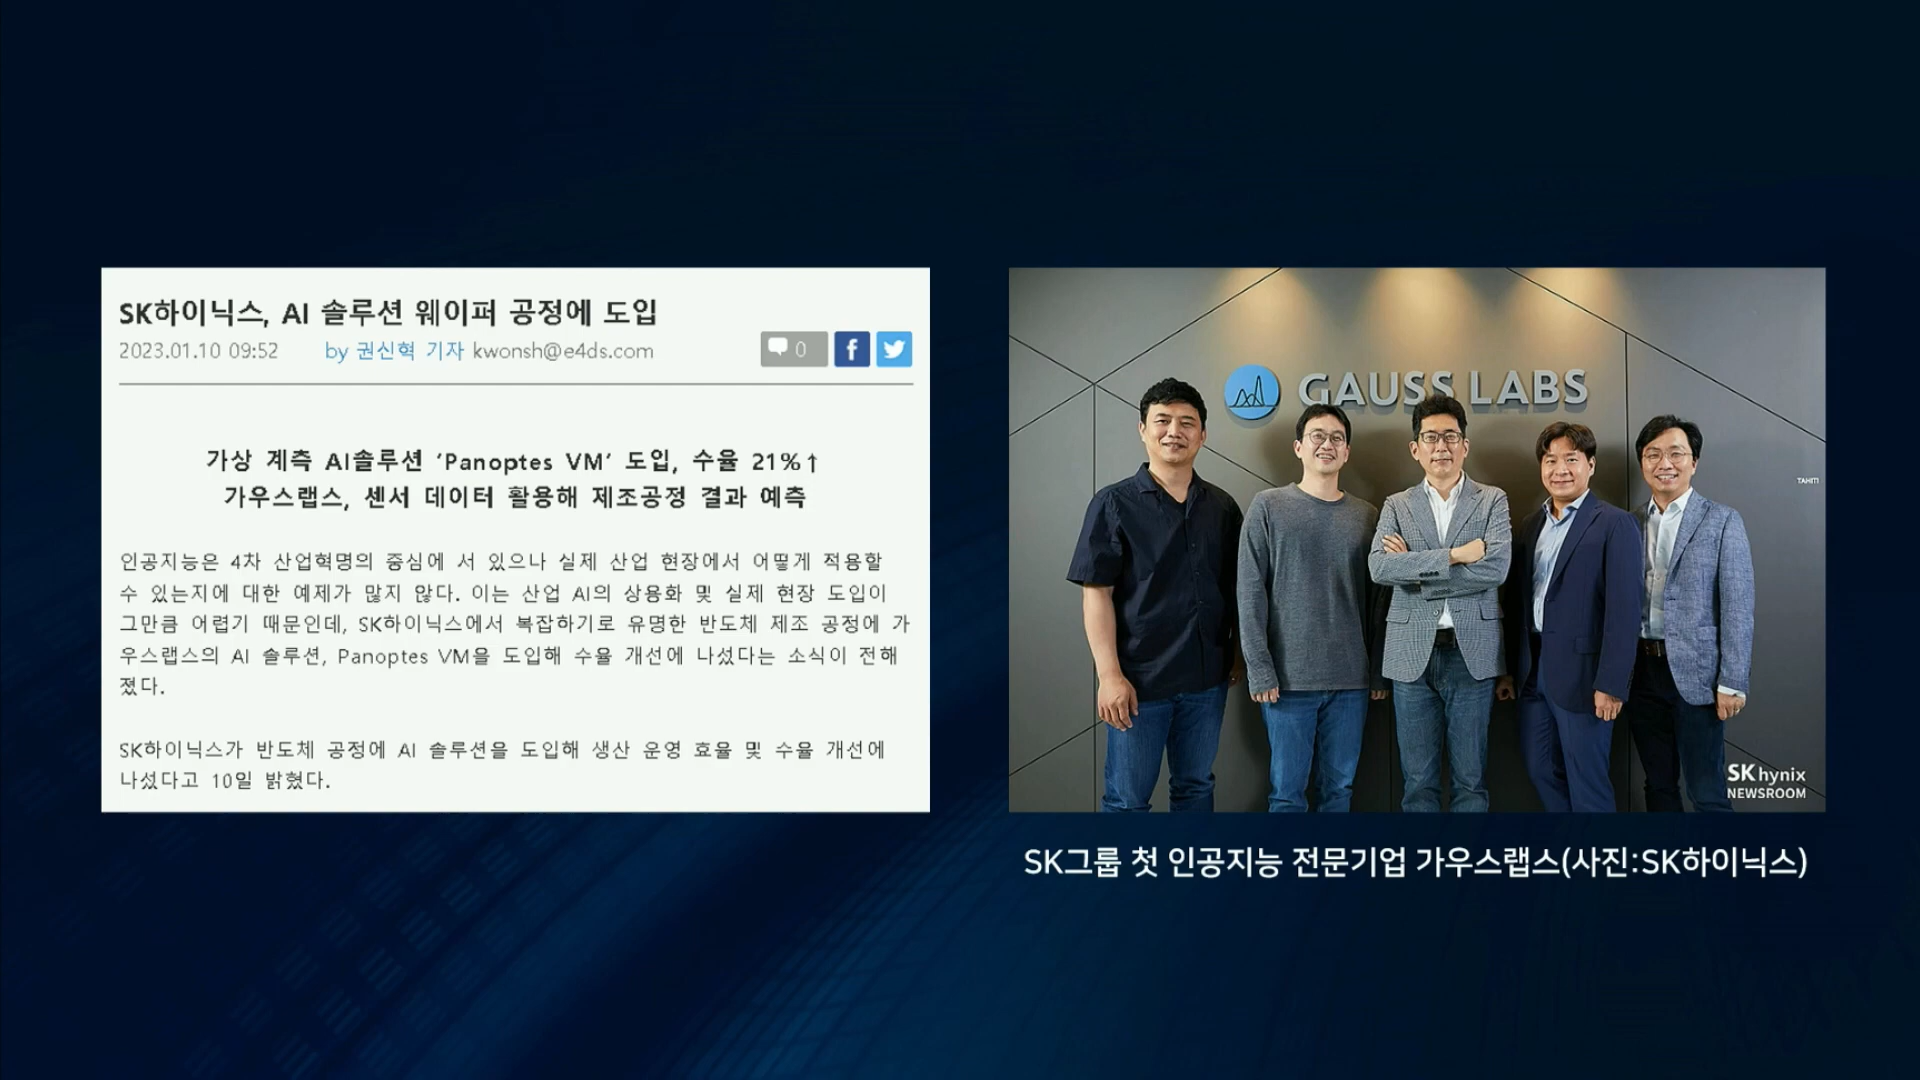 SK하이닉스, AI 솔루션 웨이퍼 공정에 도입
2023.01.10 09:52 by 권신혁 기자 kwonsh@e4ds.com
0
가상 계측 AI솔루션 ‘Panoptes VM’ 도입, 수율 21%↑
가우스랩스, 센서 데이터 활용해 제조공정 결과 예측
인공지능은 4차 산업혁명의 중심에 서 있으나 실제 산업 현장에서 어떻게 적용할
수 있는지에 대한 예제가 많지 않다. 이는 산업 AI의 상용화 및 실제 현장 도입이
그만큼 어렵기 때문인데, SK하이닉스에서 복잡하기로 유명한 반도체 제조 공정에 가
우스랩스의 AI 솔루션, Panoptes VM을 도입해 수율 개선에 나섰다는 소식이 전해
졌다.
SK하이닉스가 반도체 공정에 AI 솔루션을 도입해 생산 운영 효율 및 수율 개선에
나섰다고 10일 밝혔다.
GAUSS LABS
TAHITI
SK hynix
NEWSROOM
SK그룹 첫 인공지능 전문기업 가우스랩스(사진:SK하이닉스)